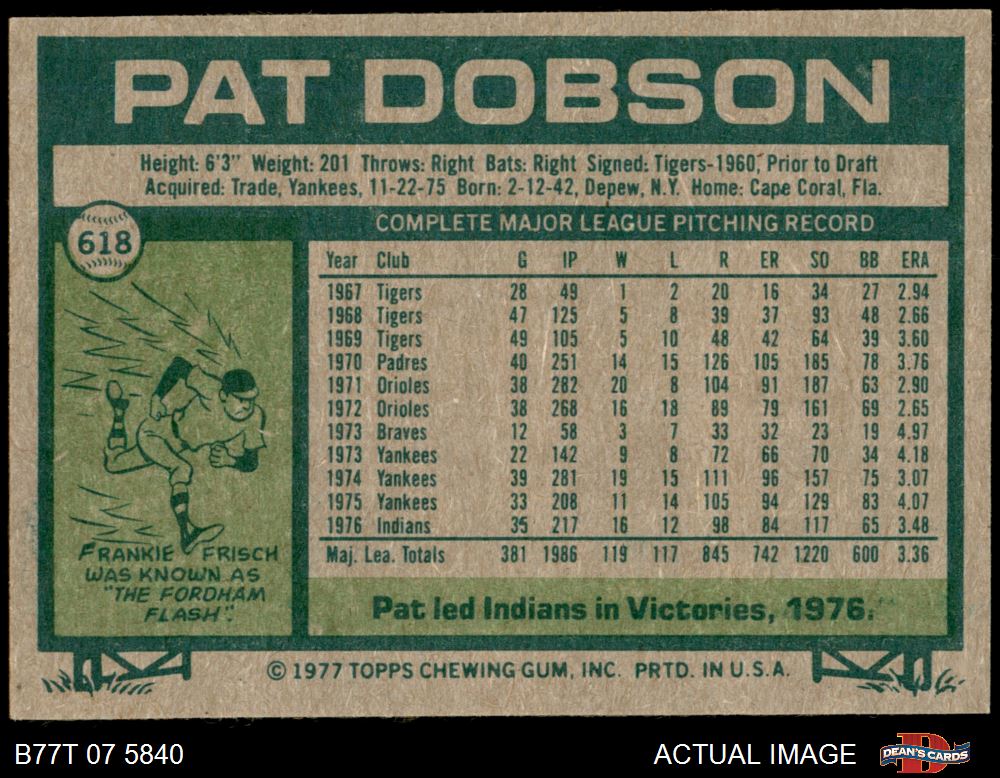 PAT DOBSON
Height: 6'3" Weight: 201 Throws: Right Bats: Right Signed: Tigers-1960, Prior to Draft
Acquired: Trade, Yankees, 11-22-75 Born: 2-12-42, Depew, N.Y. Home: Cape Coral, Fla.
618
COMPLETE MAJOR LEAGUE PITCHING RECORD
Year Club G IP W L R ER SO BB ERA
1967 Tigers 28 49 1 2 20 16 34 27 2.94
1968 Tigers 47 125 5 8 39 37 93 48 2.66
1969 Tigers 49 105 5 10 48 42 64 39 3.60
1970 Padres 40 251 14 15 126 105 185 78 3.76
1971 Orioles 38 282 20 8 104 91 187 63 2.90
1972 Orioles 38 268 16 18 89 79 161 69 2.65
1973 Braves 12 58 3 7 33 32 23 19 4.97
1973 Yankees 22 142 9 8 72 66 70 34 4.18
1974 Yankees 39 281 19 15 111 96 157 75 3.07
1975 Yankees 33 208 11 14 105 94 129 83 4.07
1976 Indians 35 217 16 12 98 84 117 65 3.48
Maj. Lea. Totals 381 1986 119 117 845 742 1220 600 3.36
FRANKIE FRISCH
WAS KNOWN AS
"THE FORDHAM
FLASH".
Pat led Indians in Victories, 1976.
© 1977 TOPPS CHEWING GUM, INC. PRTD. IN U.S.A.
B77T 07 5840
ACTUAL IMAGE
D
DEAN'S CARDS